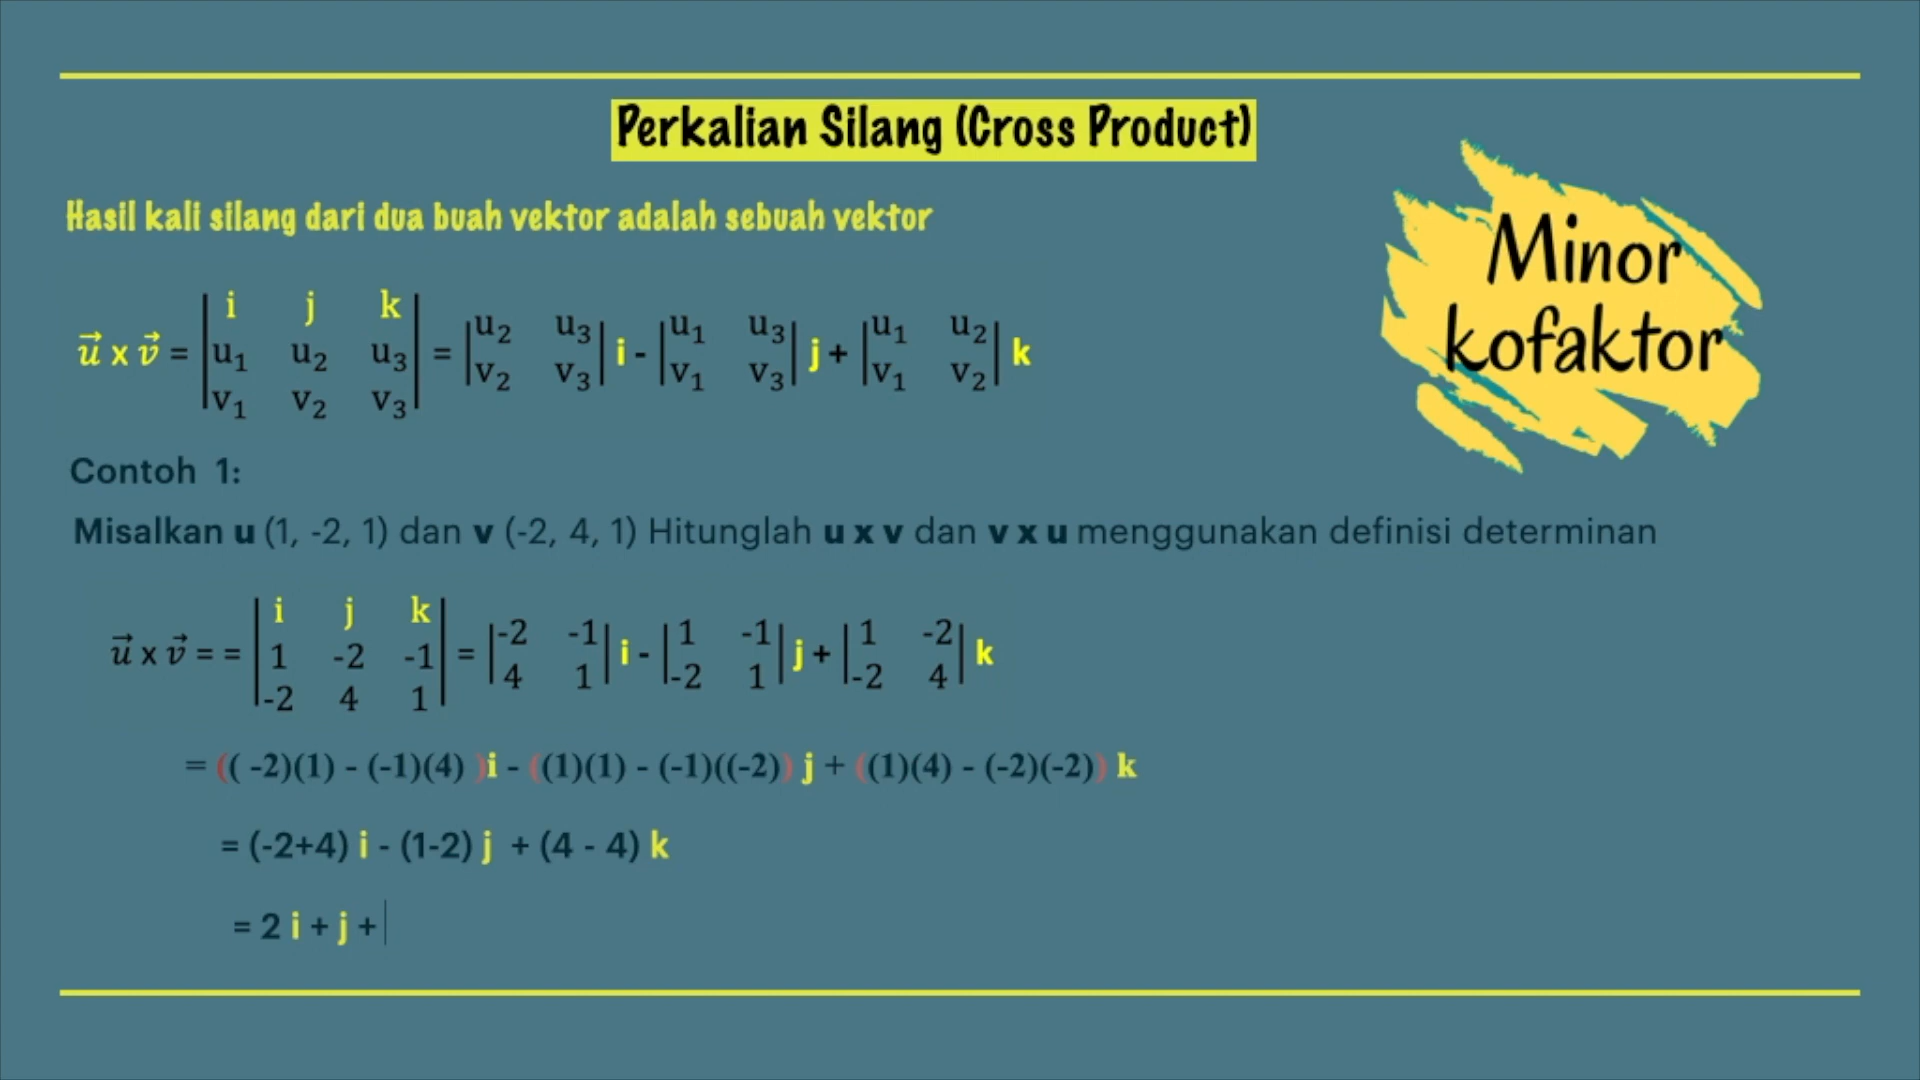 Perkalian Silang (Cross Product)
Minor
kofaktor
Hasil kali silang dari dua buah vektor adalah sebuah vektor
u⃗ x v⃗ = |i j k; u₁ u₂ u₃; v₁ v₂ v₃| = |u₂ u₃; v₂ v₃| i - |u₁ u₃; v₁ v₃| j + |u₁ u₂; v₁ v₂| k
Contoh 1:
Misalkan u (1, -2, 1) dan v (-2, 4, 1) Hitunglah u x v dan v x u menggunakan definisi determinan
u⃗ x v⃗ = = |i j k; 1 -2 -1; -2 4 1| = |-2 -1; 4 1| i - |1 -1; -2 1| j + |1 -2; -2 4| k
= (( -2)(1) - (-1)(4) )i - ((1)(1) - (-1)((-2)) j + ((1)(4) - (-2)(-2)) k
= (-2+4) i - (1-2) j + (4 - 4) k
= 2 i + j +